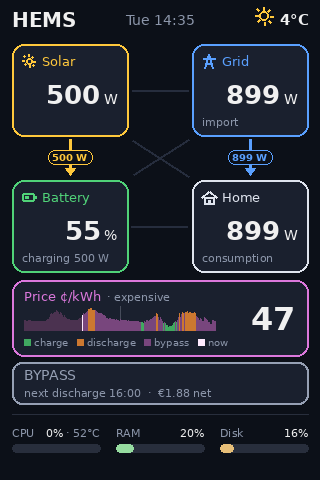 HEMS
Tue 14:35
4°C
Solar
500 W
Grid
899 W
import
500 W
899 W
Battery
55 %
charging 500 W
Home
899 W
consumption
Price ¢/kWh · expensive
47
charge discharge bypass now
BYPASS
next discharge 16:00 · €1.88 net
CPU 0% · 52°C RAM 20% Disk 16%